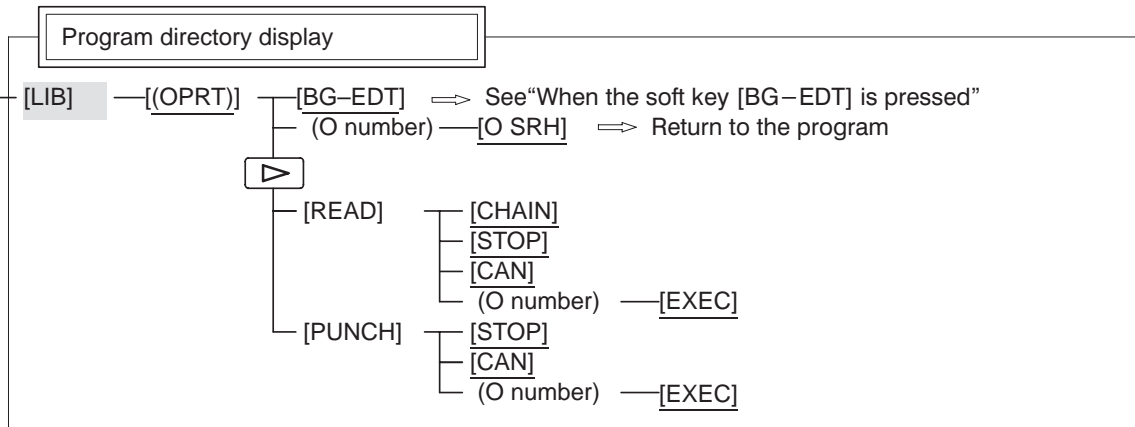 Program directory display
[LIB] [(OPRT)] [BG–EDT] See“When the soft key [BG–EDT] is pressed”
(O number) [O SRH] Return to the program
[READ] [CHAIN]
[STOP]
[CAN]
(O number) [EXEC]
[PUNCH] [STOP]
[CAN]
(O number) [EXEC]